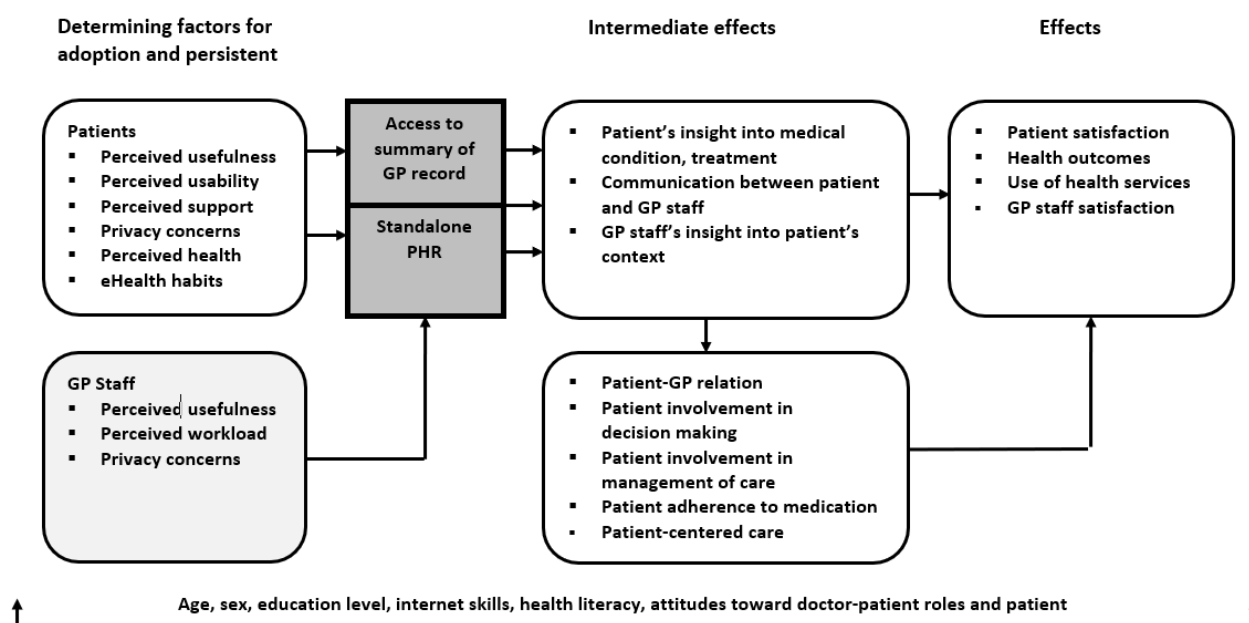 Determining factors for
adoption and persistent
Intermediate effects
Effects
Patients
▪ Perceived usefulness
▪ Perceived usability
▪ Perceived support
▪ Privacy concerns
▪ Perceived health
▪ eHealth habits
Access to
summary of
GP record
Standalone
PHR
▪ Patient’s insight into medical
condition, treatment
▪ Communication between patient
and GP staff
▪ GP staff’s insight into patient’s
context
▪ Patient satisfaction
▪ Health outcomes
▪ Use of health services
▪ GP staff satisfaction
GP Staff
▪ Perceived usefulness
▪ Perceived workload
▪ Privacy concerns
▪ Patient-GP relation
▪ Patient involvement in
decision making
▪ Patient involvement in
management of care
▪ Patient adherence to medication
▪ Patient-centered care
Age, sex, education level, internet skills, health literacy, attitudes toward doctor-patient roles and patient